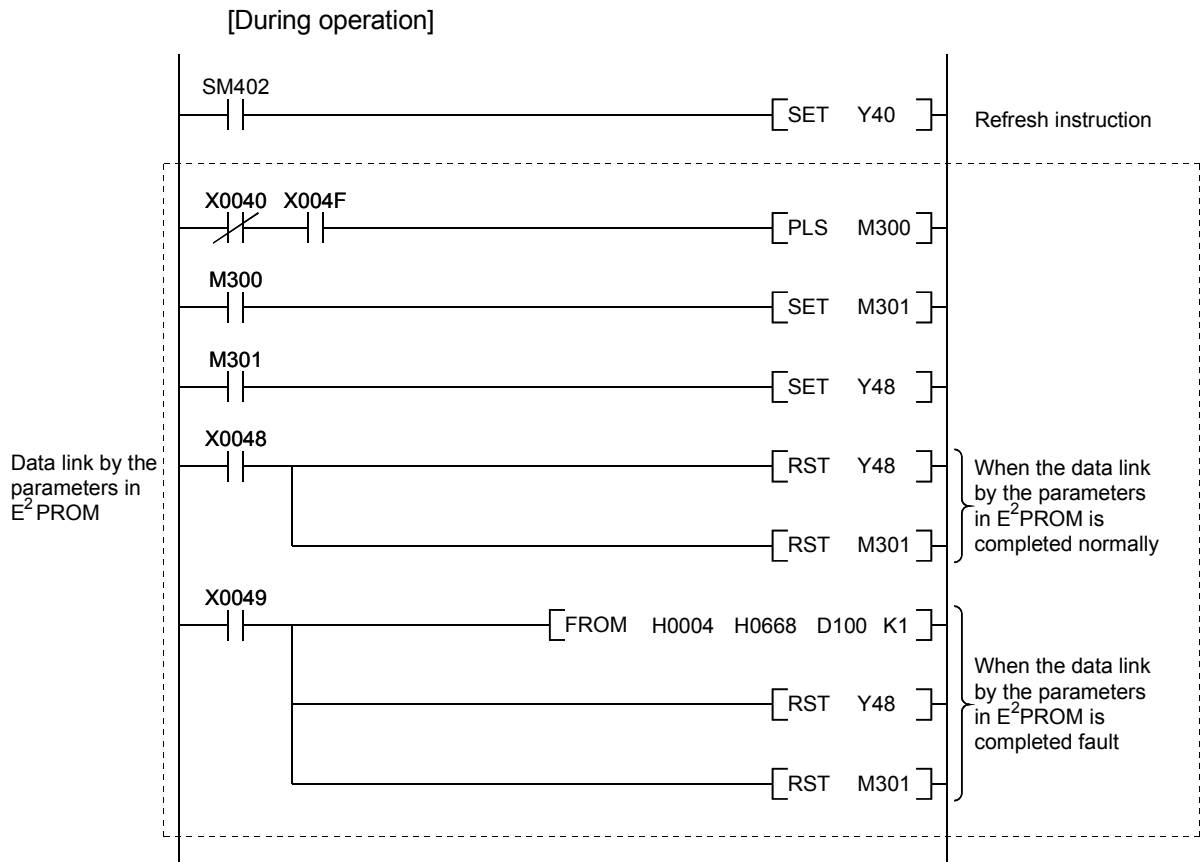 [During operation]
SM402
SET Y40
Refresh instruction
X0040 X004F
PLS M300
M300
SET M301
M301
SET Y48
X0048
RST Y48
RST M301
When the data link
by the parameters
in E²PROM is
completed normally
Data link by the
parameters in
E² PROM
X0049
FROM H0004 H0668 D100 K1
RST Y48
RST M301
When the data link
by the parameters
in E²PROM is
completed fault